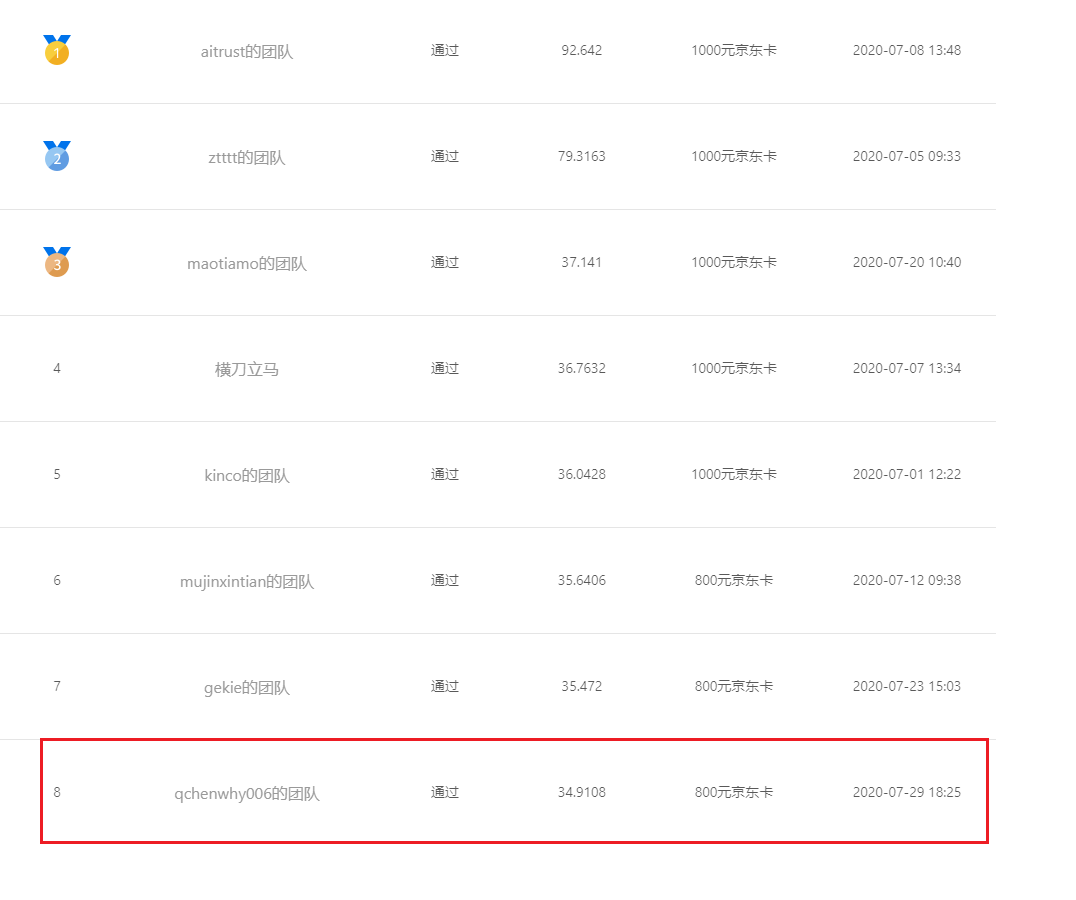 1 aitrust的团队 通过 92.642 1000元京东卡 2020-07-08 13:48
2 ztttt的团队 通过 79.3163 1000元京东卡 2020-07-05 09:33
3 maotiamo的团队 通过 37.141 1000元京东卡 2020-07-20 10:40
4 横刀立马 通过 36.7632 1000元京东卡 2020-07-07 13:34
5 kinco的团队 通过 36.0428 1000元京东卡 2020-07-01 12:22
6 mujinxintian的团队 通过 35.6406 800元京东卡 2020-07-12 09:38
7 gekie的团队 通过 35.472 800元京东卡 2020-07-23 15:03
8 qchenwhy006的团队 通过 34.9108 800元京东卡 2020-07-29 18:25